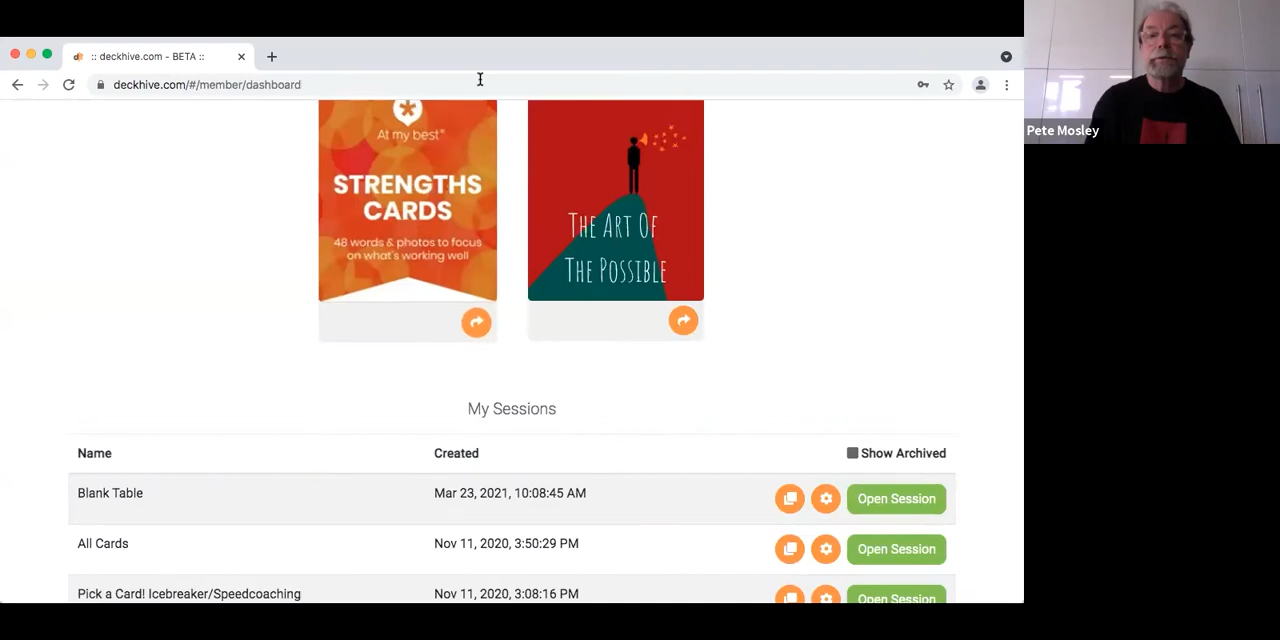 :: deckhive.com - BETA ::
deckhive.com/#/member/dashboard
Pete Mosley
At my best®
STRENGTHS
CARDS
48 words & photos to focus
on what's working well
THE ART OF
THE POSSIBLE
My Sessions
Name Created Show Archived
Blank Table Mar 23, 2021, 10:08:45 AM Open Session
All Cards Nov 11, 2020, 3:50:29 PM Open Session
Pick a Card! Icebreaker/Speedcoaching Nov 11, 2020, 3:08:16 PM Open Session